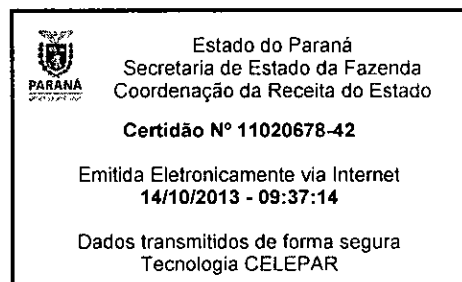 Estado do Paraná
Secretaria de Estado da Fazenda
PARANÁ
Coordenação da Receita do Estado
Certidão Nº 11020678-42
Emitida Eletronicamente via Internet
14/10/2013 - 09:37:14
Dados transmitidos de forma segura
Tecnologia CELEPAR